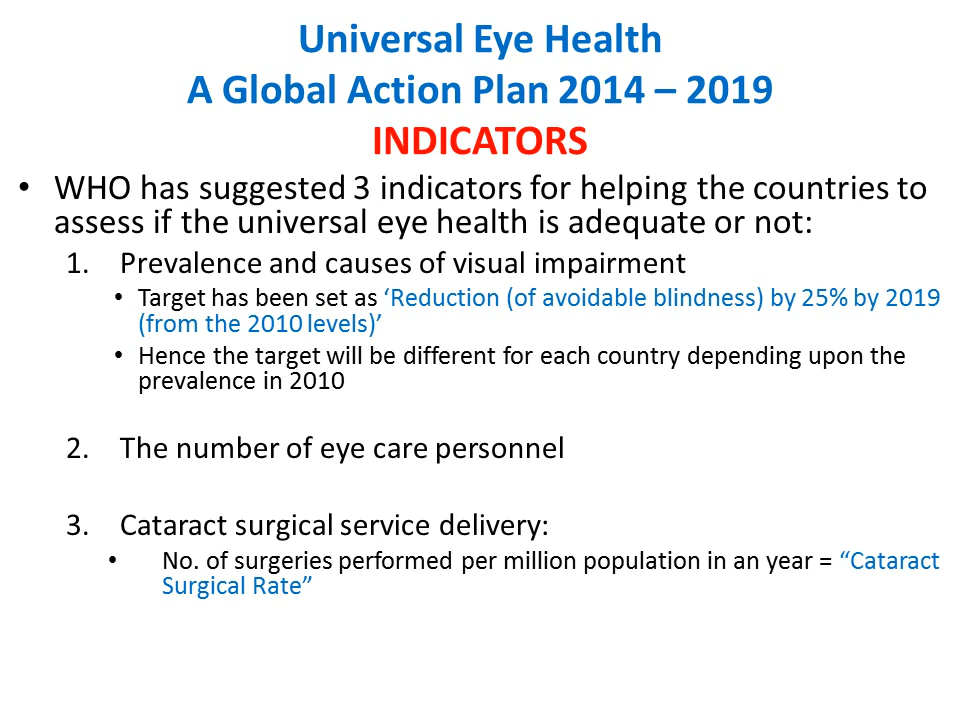 Universal Eye Health
A Global Action Plan 2014 – 2019
INDICATORS
• WHO has suggested 3 indicators for helping the countries to
assess if the universal eye health is adequate or not:
1. Prevalence and causes of visual impairment
• Target has been set as ‘Reduction (of avoidable blindness) by 25% by 2019
(from the 2010 levels)’
• Hence the target will be different for each country depending upon the
prevalence in 2010
2. The number of eye care personnel
3. Cataract surgical service delivery:
• No. of surgeries performed per million population in an year = “Cataract
Surgical Rate”